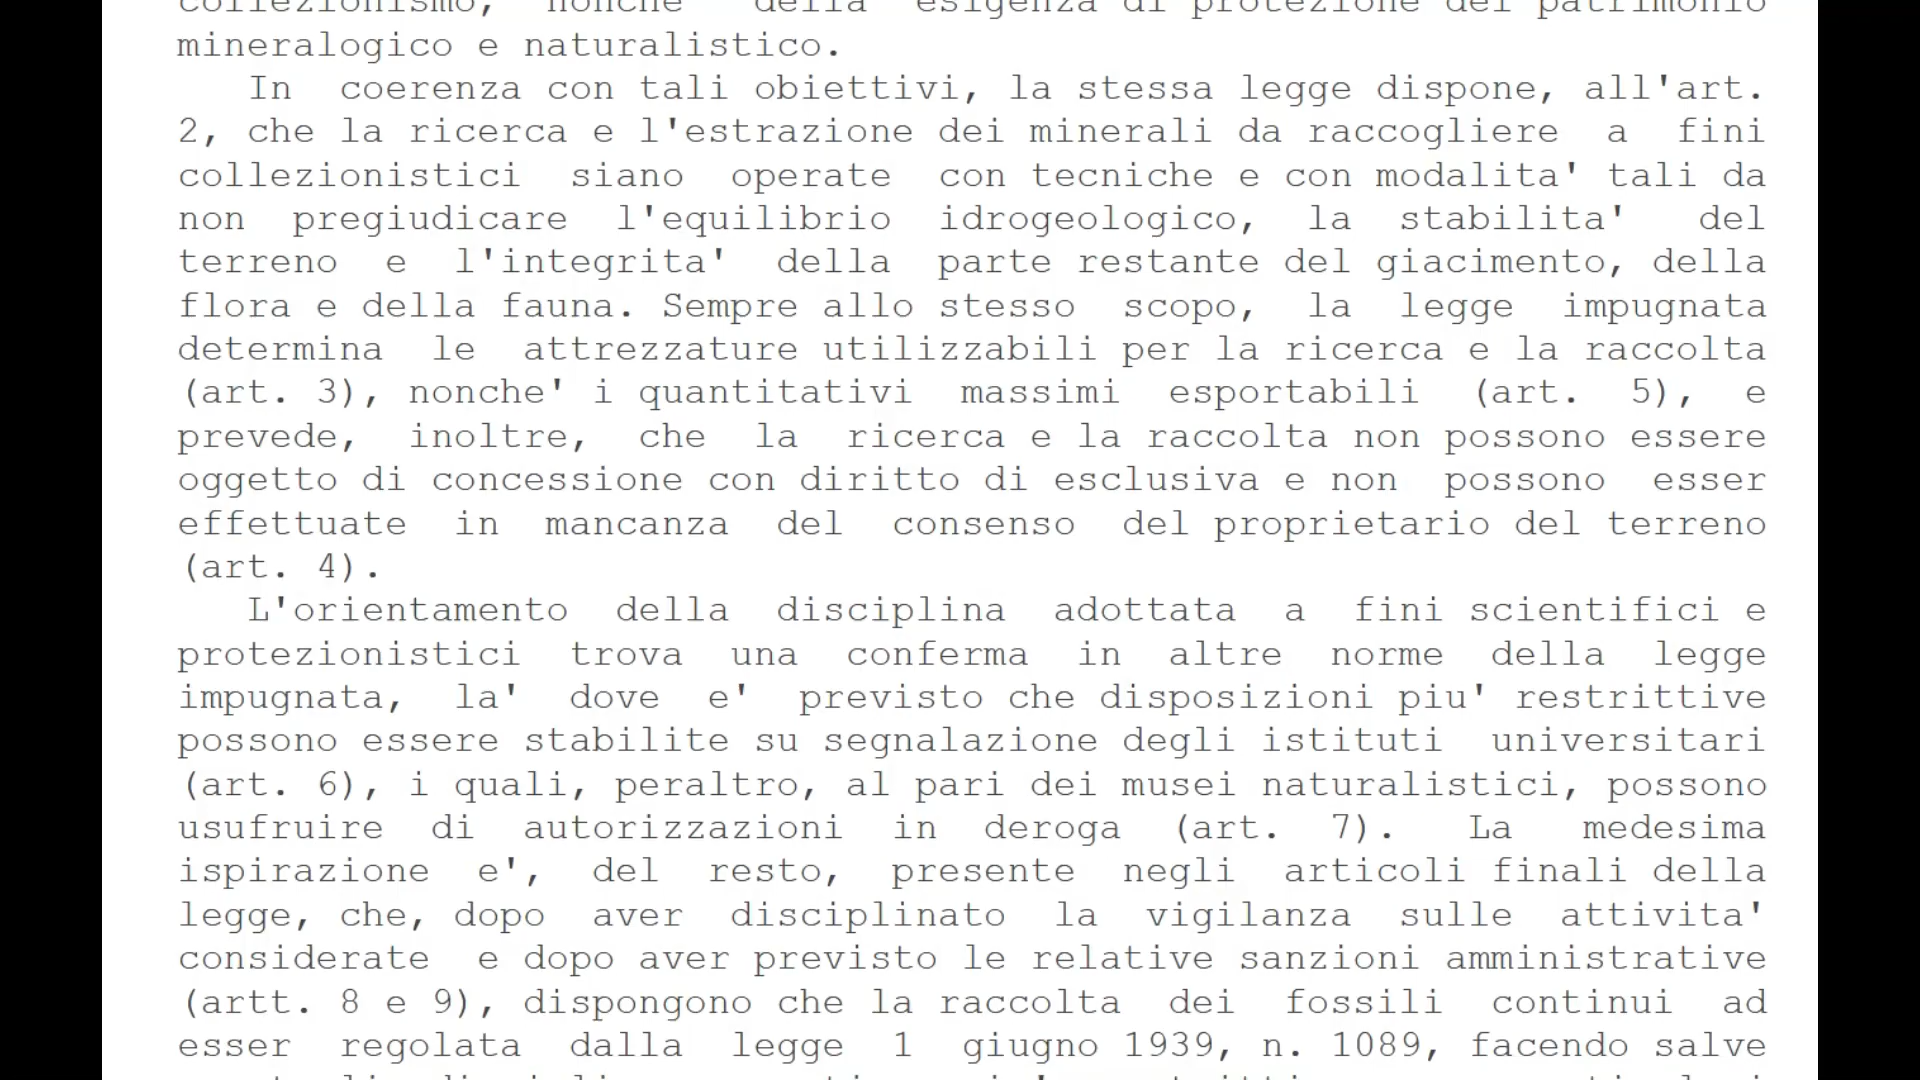 collezionismo, nonche' della esigenza di protezione del patrimonio
mineralogico e naturalistico.
In coerenza con tali obiettivi, la stessa legge dispone, all'art.
2, che la ricerca e l'estrazione dei minerali da raccogliere a fini
collezionistici siano operate con tecniche e con modalita' tali da
non pregiudicare l'equilibrio idrogeologico, la stabilita' del
terreno e l'integrita' della parte restante del giacimento, della
flora e della fauna. Sempre allo stesso scopo, la legge impugnata
determina le attrezzature utilizzabili per la ricerca e la raccolta
(art. 3), nonche' i quantitativi massimi esportabili (art. 5), e
prevede, inoltre, che la ricerca e la raccolta non possono essere
oggetto di concessione con diritto di esclusiva e non possono esser
effettuate in mancanza del consenso del proprietario del terreno
(art. 4).
L'orientamento della disciplina adottata a fini scientifici e
protezionistici trova una conferma in altre norme della legge
impugnata, la' dove e' previsto che disposizioni piu' restrittive
possono essere stabilite su segnalazione degli istituti universitari
(art. 6), i quali, peraltro, al pari dei musei naturalistici, possono
usufruire di autorizzazioni in deroga (art. 7). La medesima
ispirazione e', del resto, presente negli articoli finali della
legge, che, dopo aver disciplinato la vigilanza sulle attivita'
considerate e dopo aver previsto le relative sanzioni amministrative
(artt. 8 e 9), dispongono che la raccolta dei fossili continui ad
esser regolata dalla legge 1 giugno 1939, n. 1089, facendo salve